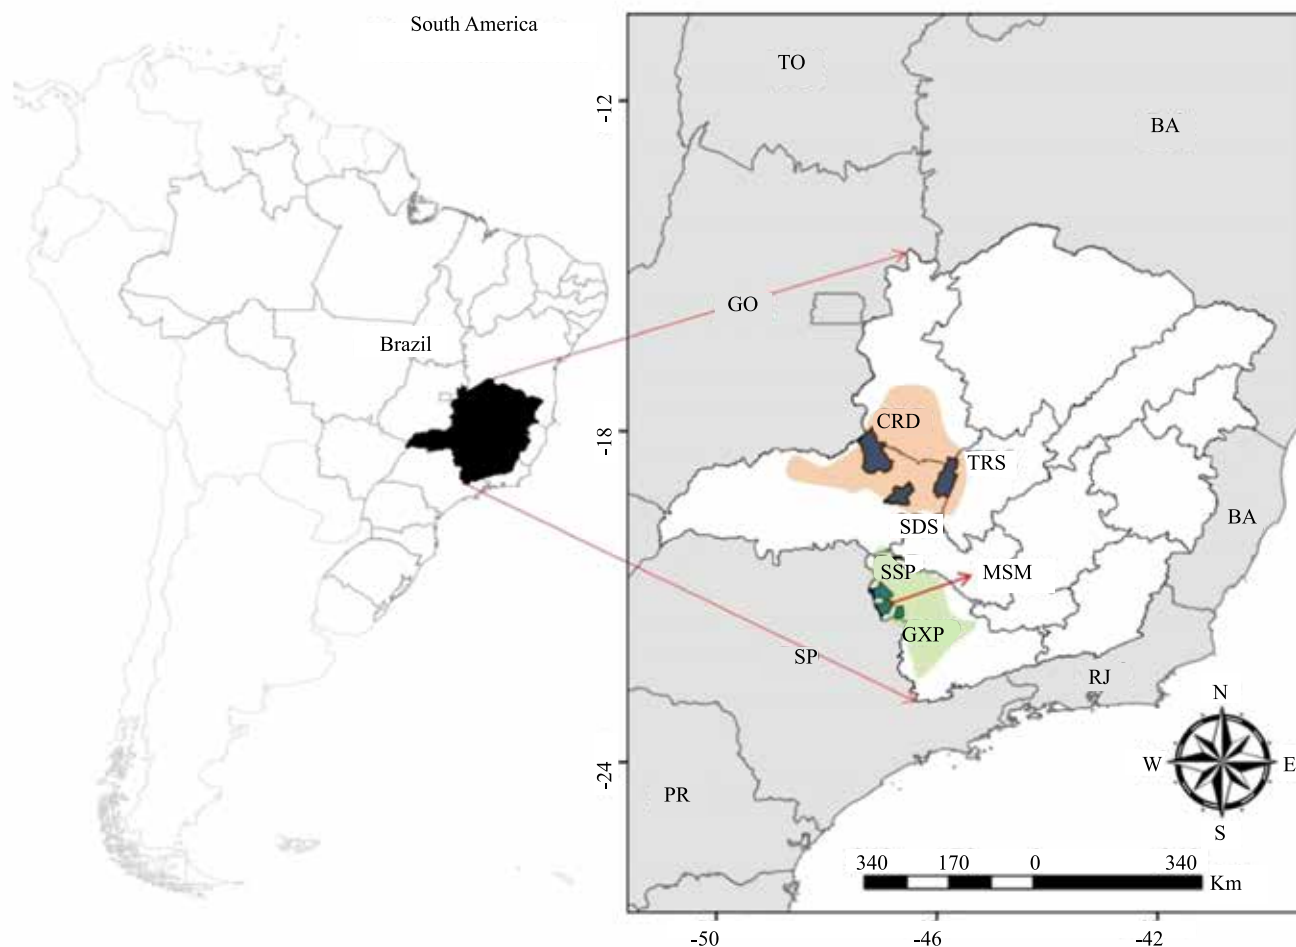 South America
Brazil
TO
BA
GO
CRD
TRS
SDS
BA
SSP
MSM
GXP
SP
RJ
PR
N
W
E
S
340 170 0 340
Km
-12
-18
-24
-50 -46 -42